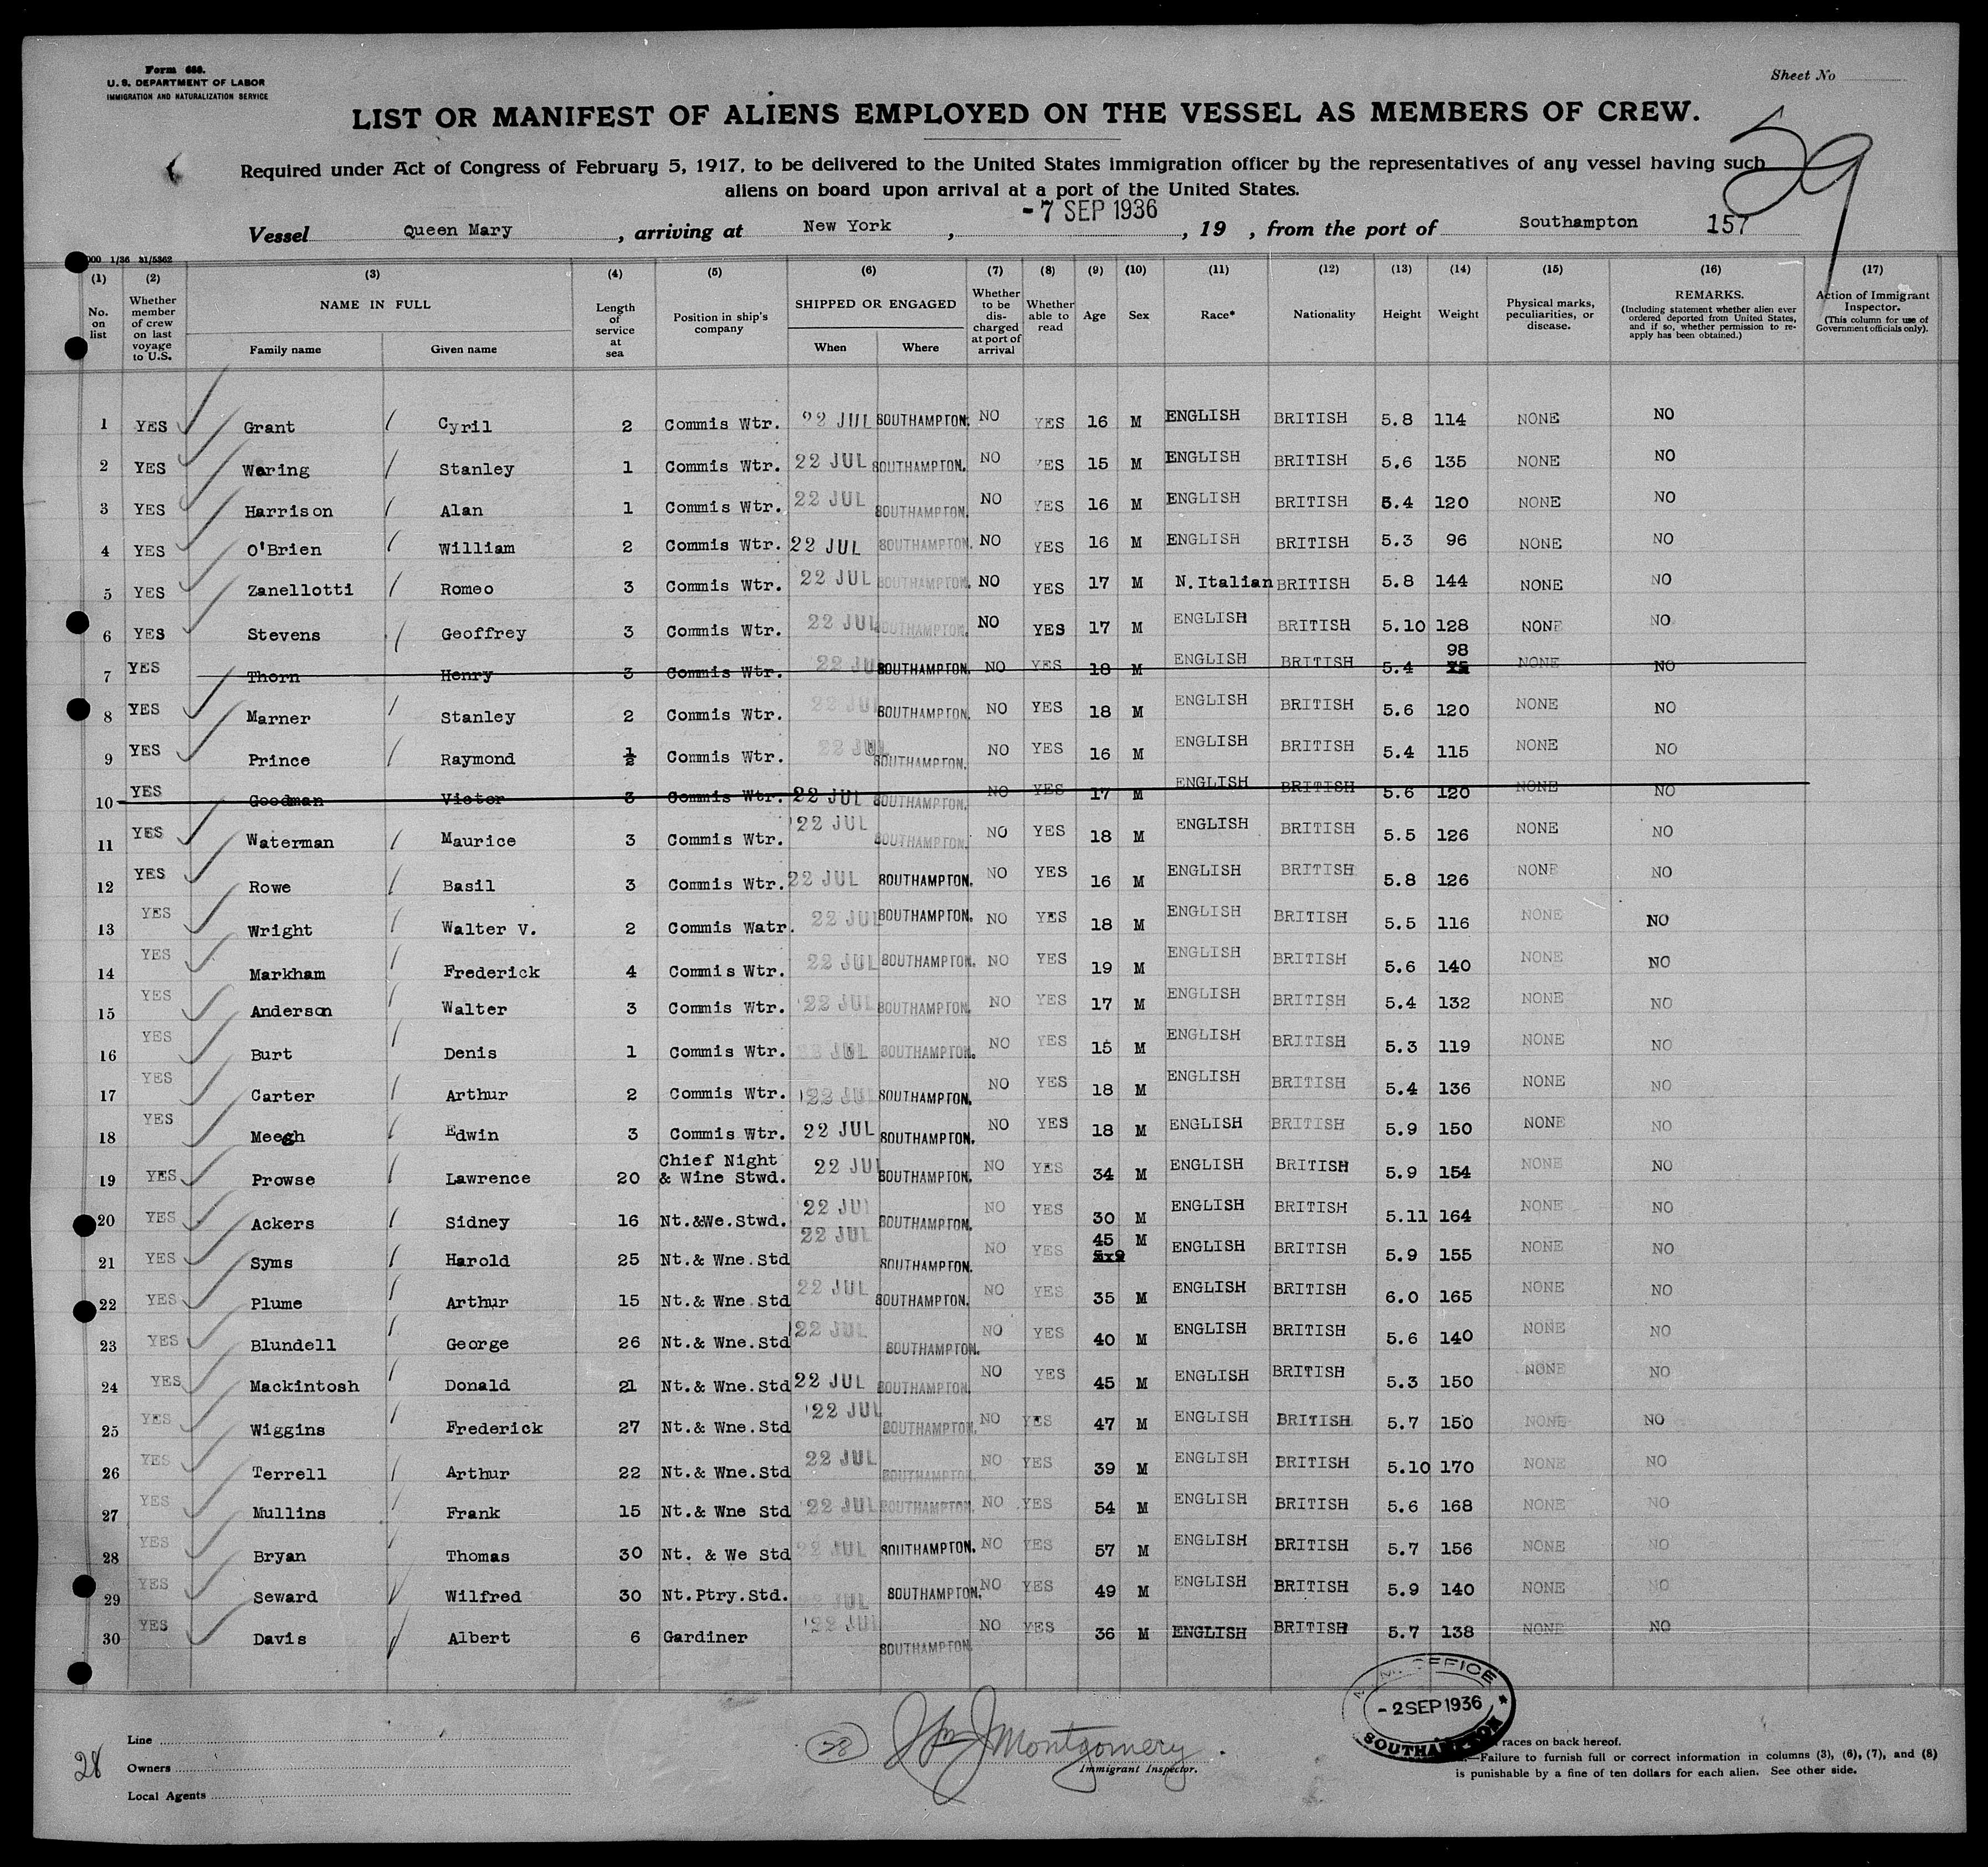 Form 688.
U. S. DEPARTMENT OF LABOR
IMMIGRATION AND NATURALIZATION SERVICE
Sheet No
LIST OR MANIFEST OF ALIENS EMPLOYED ON THE VESSEL AS MEMBERS OF CREW.
29
Required under Act of Congress of February 5, 1917, to be delivered to the United States immigration officer by the representatives of any vessel having such
aliens on board upon arrival at a port of the United States.
Vessel Queen Mary , arriving at New York , - 7 SEP 1936 , 19 , from the port of Southampton 157
000 1/36 31/5362
(1) (2) (3) (4) (5) (6) (7) (8) (9) (10) (11) (12) (13) (14) (15) (16) (17)
No. on list Whether member of crew on last voyage to U.S. NAME IN FULL Family name Given name Length of service at sea Position in ship's company SHIPPED OR ENGAGED When Where Whether to be discharged at port of arrival Whether able to read Age Sex Race* Nationality Height Weight Physical marks, peculiarities, or disease. REMARKS. (Including statement whether alien ever ordered deported from United States, and if so, whether permission to re-apply has been obtained.) Action of Immigrant Inspector. (This column for use of Government officials only).
1 YES Grant Cyril 2 Commis Wtr. 22 JUL SOUTHAMPTON. NO YES 16 M ENGLISH BRITISH 5.8 114 NONE NO
2 YES Waring Stanley 1 Commis Wtr. 22 JUL SOUTHAMPTON. NO YES 15 M ENGLISH BRITISH 5.6 135 NONE NO
3 YES Harrison Alan 1 Commis Wtr. 22 JUL SOUTHAMPTON. NO YES 16 M ENGLISH BRITISH 5.4 120 NONE NO
4 YES O'Brien William 2 Commis Wtr. 22 JUL SOUTHAMPTON. NO YES 16 M ENGLISH BRITISH 5.3 96 NONE NO
5 YES Zanellotti Romeo 3 Commis Wtr. 22 JUL SOUTHAMPTON. NO YES 17 M N.Italian BRITISH 5.8 144 NONE NO
6 YES Stevens Geoffrey 3 Commis Wtr. 22 JUL SOUTHAMPTON. NO YES 17 M ENGLISH BRITISH 5.10 128 NONE NO
7 YES Thorn Henry 3 Commis Wtr. 22 JUL SOUTHAMPTON. NO YES 18 M ENGLISH BRITISH 5.4 98 NONE NO
8 YES Marner Stanley 2 Commis Wtr. 22 JUL SOUTHAMPTON. NO YES 18 M ENGLISH BRITISH 5.6 120 NONE NO
9 YES Prince Raymond ½ Commis Wtr. 22 JUL SOUTHAMPTON. NO YES 16 M ENGLISH BRITISH 5.4 115 NONE NO
10 YES Goodman Victor 3 Commis Wtr. 22 JUL SOUTHAMPTON. NO YES 17 M ENGLISH BRITISH 5.6 120 NONE NO
11 YES Waterman Maurice 3 Commis Wtr. 22 JUL SOUTHAMPTON. NO YES 18 M ENGLISH BRITISH 5.5 126 NONE NO
12 YES Rowe Basil 3 Commis Wtr. 22 JUL SOUTHAMPTON. NO YES 16 M ENGLISH BRITISH 5.8 126 NONE NO
13 YES Wright Walter V. 2 Commis Watr. 22 JUL SOUTHAMPTON. NO YES 18 M ENGLISH BRITISH 5.5 116 NONE NO
14 YES Markham Frederick 4 Commis Wtr. 22 JUL SOUTHAMPTON. NO YES 19 M ENGLISH BRITISH 5.6 140 NONE NO
15 YES Anderson Walter 3 Commis Wtr. 22 JUL SOUTHAMPTON. NO YES 17 M ENGLISH BRITISH 5.4 132 NONE NO
16 YES Burt Denis 1 Commis Wtr. 22 JUL SOUTHAMPTON. NO YES 15 M ENGLISH BRITISH 5.3 119 NONE NO
17 YES Carter Arthur 2 Commis Wtr. 22 JUL SOUTHAMPTON. NO YES 18 M ENGLISH BRITISH 5.4 136 NONE NO
18 YES Meegh Edwin 3 Commis Wtr. 22 JUL SOUTHAMPTON. NO YES 18 M ENGLISH BRITISH 5.9 150 NONE NO
19 YES Prowse Lawrence 20 Chief Night & Wine Stwd. 22 JUL SOUTHAMPTON. NO YES 34 M ENGLISH BRITISH 5.9 154 NONE NO
20 YES Ackers Sidney 16 Nt.&We.Stwd. 22 JUL SOUTHAMPTON. NO YES 30 M ENGLISH BRITISH 5.11 164 NONE NO
21 YES Syms Harold 25 Nt.& Wne.Std 22 JUL SOUTHAMPTON. NO YES 45 M ENGLISH BRITISH 5.9 155 NONE NO
22 YES Plume Arthur 15 Nt.& Wne.Std 22 JUL SOUTHAMPTON. NO YES 35 M ENGLISH BRITISH 6.0 165 NONE NO
23 YES Blundell George 26 Nt.& Wne.Std 22 JUL SOUTHAMPTON. NO YES 40 M ENGLISH BRITISH 5.6 140 NONE NO
24 YES Mackintosh Donald 21 Nt.& Wne.Std 22 JUL SOUTHAMPTON. NO YES 45 M ENGLISH BRITISH 5.3 150 NONE NO
25 YES Wiggins Frederick 27 Nt.& Wne.Std 22 JUL SOUTHAMPTON. NO YES 47 M ENGLISH BRITISH 5.7 150 NONE NO
26 YES Terrell Arthur 22 Nt.& Wne.Std 22 JUL SOUTHAMPTON. NO YES 39 M ENGLISH BRITISH 5.10 170 NONE NO
27 YES Mullins Frank 15 Nt.& Wne Std 22 JUL SOUTHAMPTON. NO YES 54 M ENGLISH BRITISH 5.6 168 NONE NO
28 YES Bryan Thomas 30 Nt. & We Std 22 JUL SOUTHAMPTON. NO YES 57 M ENGLISH BRITISH 5.7 156 NONE NO
29 YES Seward Wilfred 30 Nt.Ptry.Std. 22 JUL SOUTHAMPTON. NO YES 49 M ENGLISH BRITISH 5.9 140 NONE NO
30 YES Davis Albert 6 Gardiner 22 JUL SOUTHAMPTON. NO YES 36 M ENGLISH BRITISH 5.7 138 NONE NO
OFFICE
- 2 SEP 1936
SOUTHAMPTON
28
Line
Owners
Local Agents
28
Montgomery
Immigrant Inspector.
races on back hereof.
—Failure to furnish full or correct information in columns (3), (6), (7), and (8)
is punishable by a fine of ten dollars for each alien. See other side.